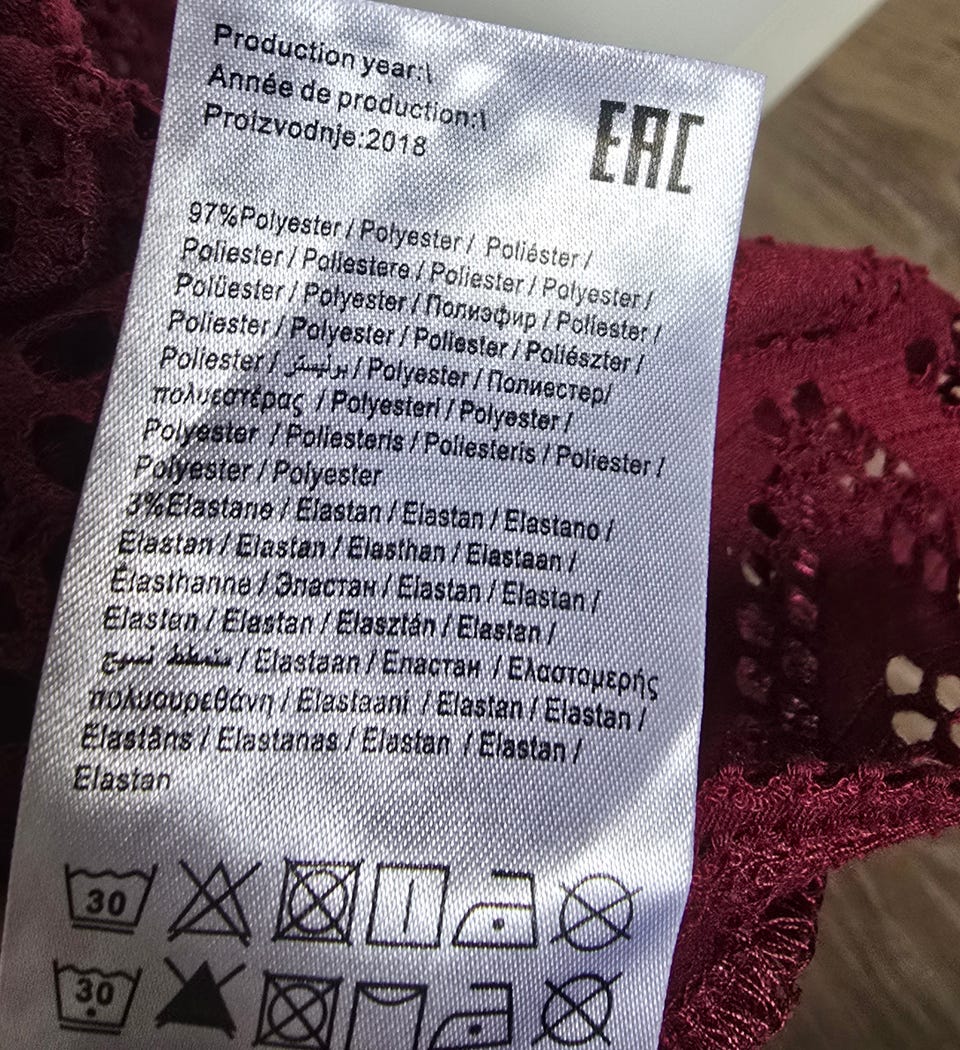 Production year:\
Année de production:\
Proizvodnje:2018
EAC
97%Polyester / Polyester / Poliéster /
Poliester / Poliestere / Poliester / Polyester /
Polüester / Polyester / Полиэфир / Poliester /
Poliester / Polyester / Poliester / Poliészter /
Poliester / بوليستر / Polyester / Полиестер/
πολυεστέρας / Polyesteri / Polyester /
Polyester / Poliesteris / Poliesteris / Poliester /
Polyester / Polyester
3%Elastane / Elastan / Elastan / Elastano /
Elastan / Elastan / Elasthan / Elastaan /
Élasthanne / Эластан / Elastan / Elastan /
Elastan / Elastan / Elasztán / Elastan /
/ Elastaan / Еластан / Ελαστομερής
πολυουρεθάνη / Elastaani / Elastan / Elastan /
Elastāns / Elastanas / Elastan / Elastan /
Elastan
30
30